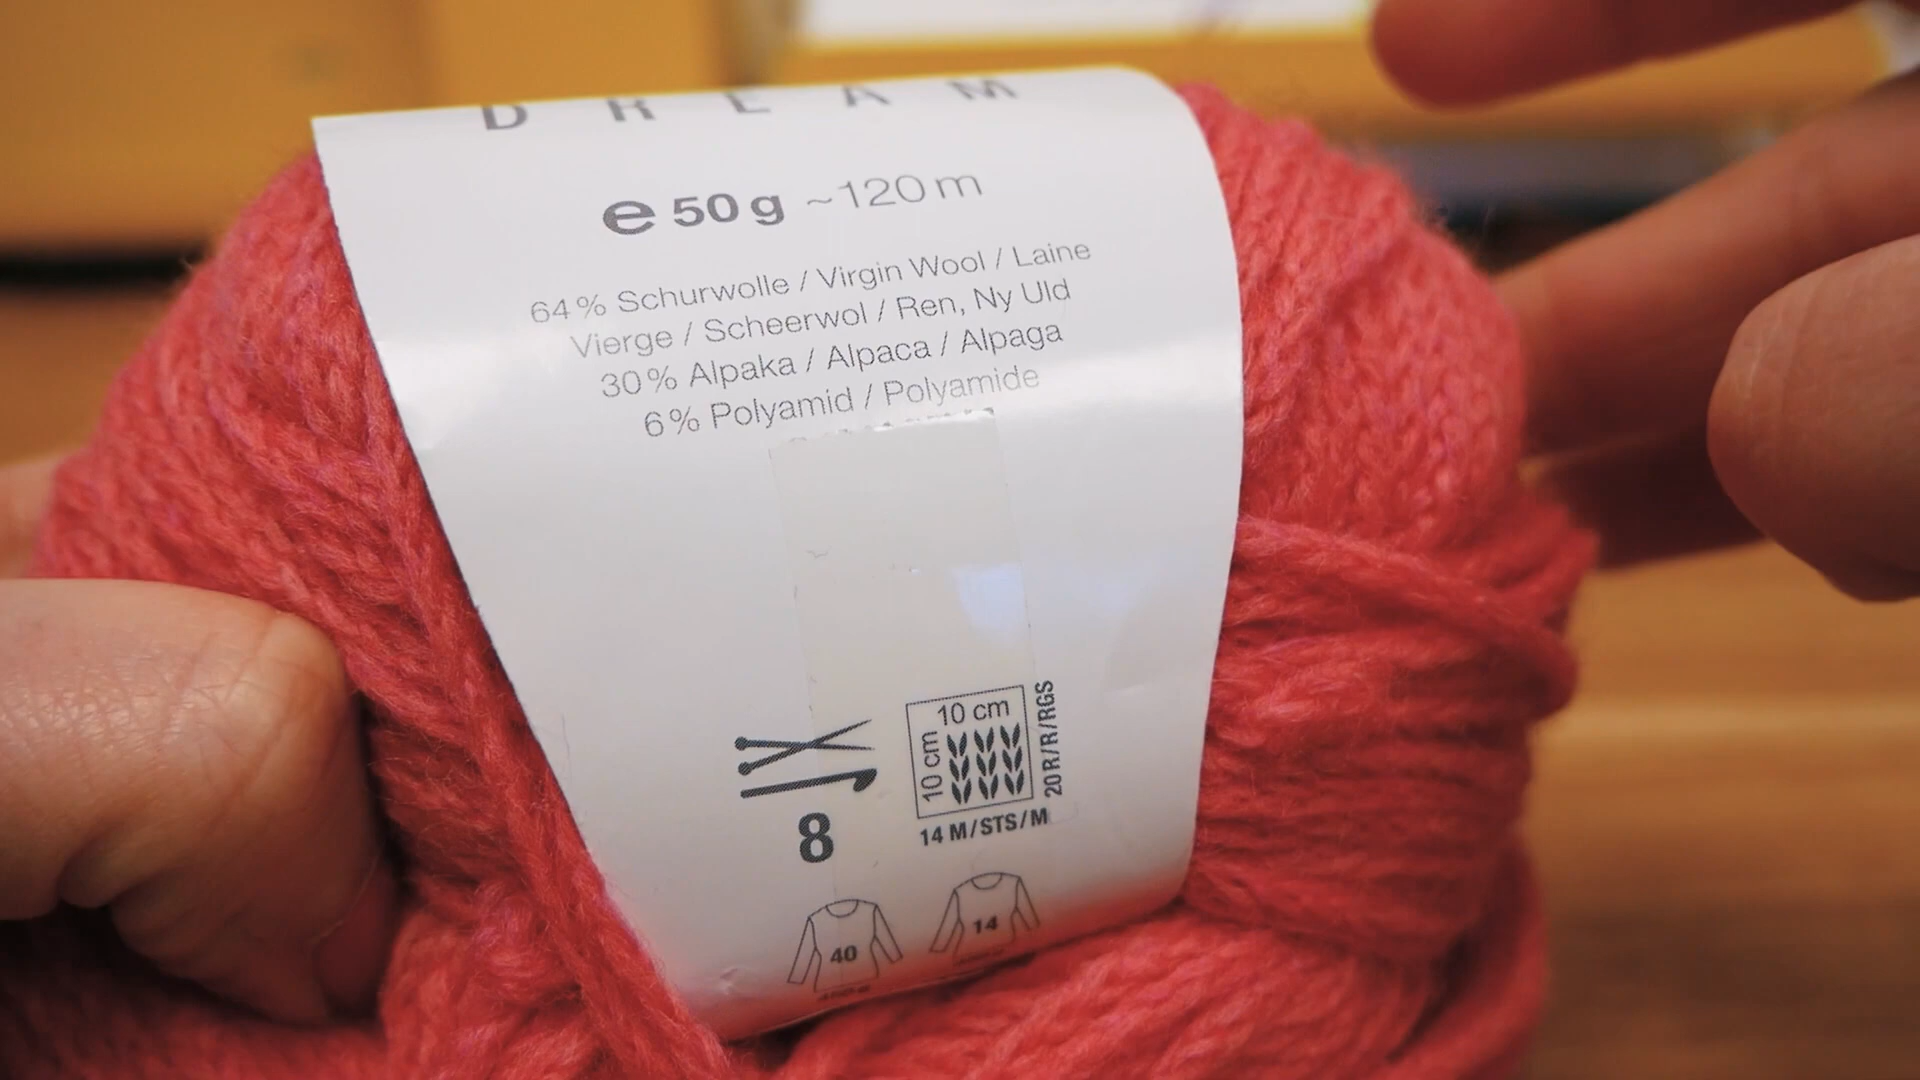 DREAM
e 50 g ~120 m
64% Schurwolle / Virgin Wool / Laine
Vierge / Scheerwol / Ren, Ny Uld
30% Alpaka / Alpaca / Alpaga
6% Polyamid / Polyamide
10 cm
10 cm
20 R/R/RGS
8
14 M/STS/M
40
14